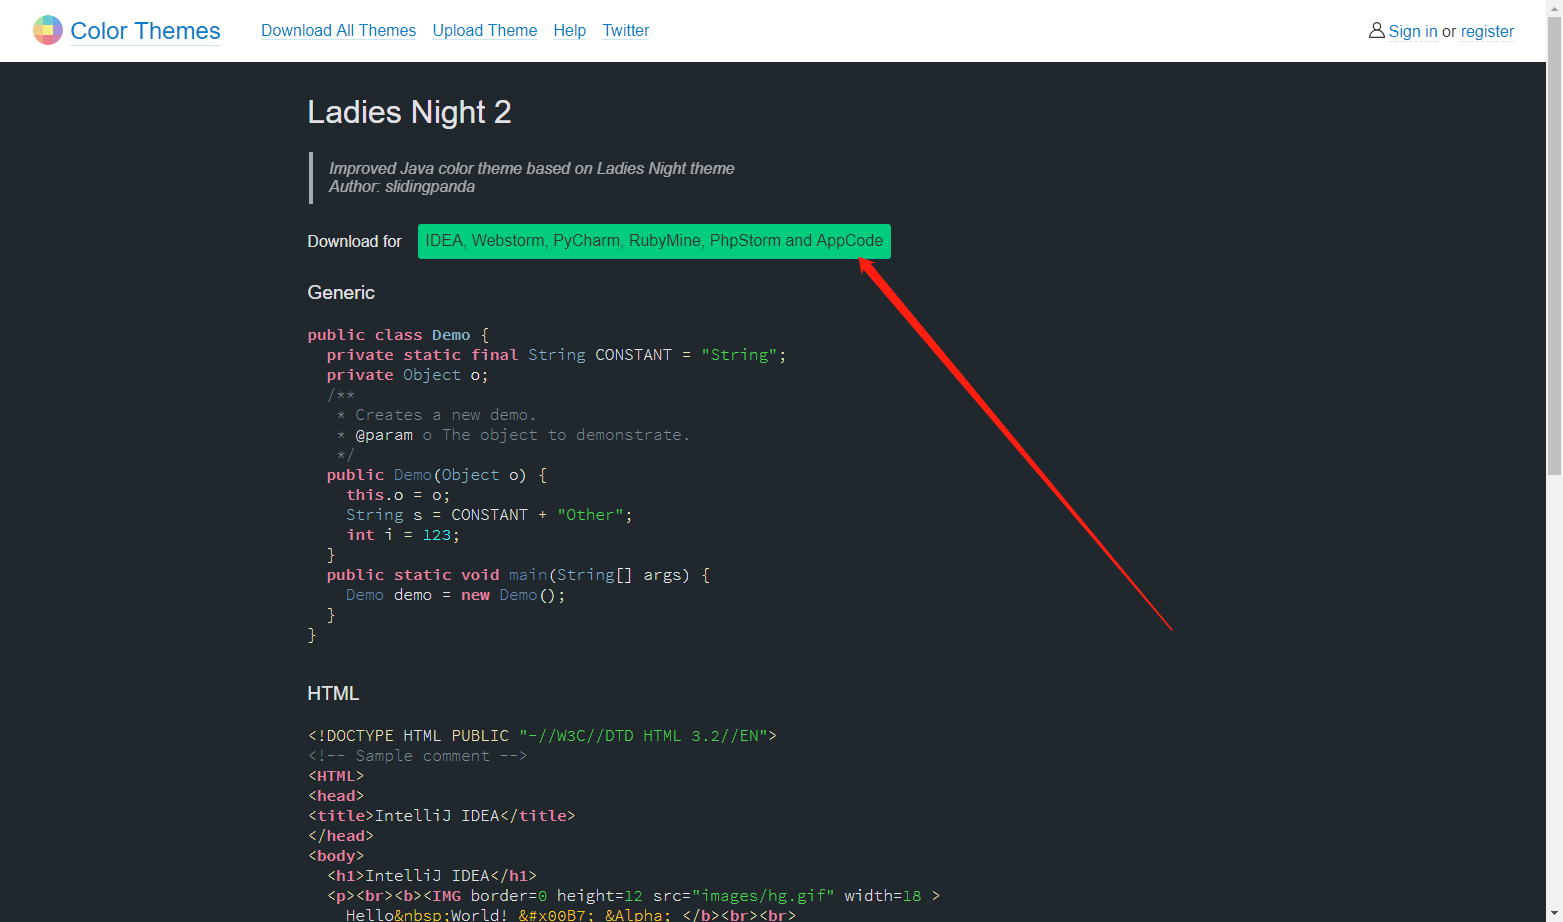 Color Themes Download All Themes Upload Theme Help Twitter Sign in or register
Ladies Night 2
Improved Java color theme based on Ladies Night theme
Author: slidingpanda
Download for IDEA, Webstorm, PyCharm, RubyMine, PhpStorm and AppCode
Generic
public class Demo {
  private static final String CONSTANT = "String";
  private Object o;
  /**
   * Creates a new demo.
   * @param o The object to demonstrate.
   */
  public Demo(Object o) {
    this.o = o;
    String s = CONSTANT + "Other";
    int i = 123;
  }
  public static void main(String[] args) {
    Demo demo = new Demo();
  }
}
HTML
<!DOCTYPE HTML PUBLIC "-//W3C//DTD HTML 3.2//EN">
<!-- Sample comment -->
<HTML>
<head>
<title>IntelliJ IDEA</title>
</head>
<body>
  <h1>IntelliJ IDEA</h1>
  <p><br><b><IMG border=0 height=12 src="images/hg.gif" width=18 >
    Hello&nbsp;World! &#x00B7; &Alpha; </b><br><br>